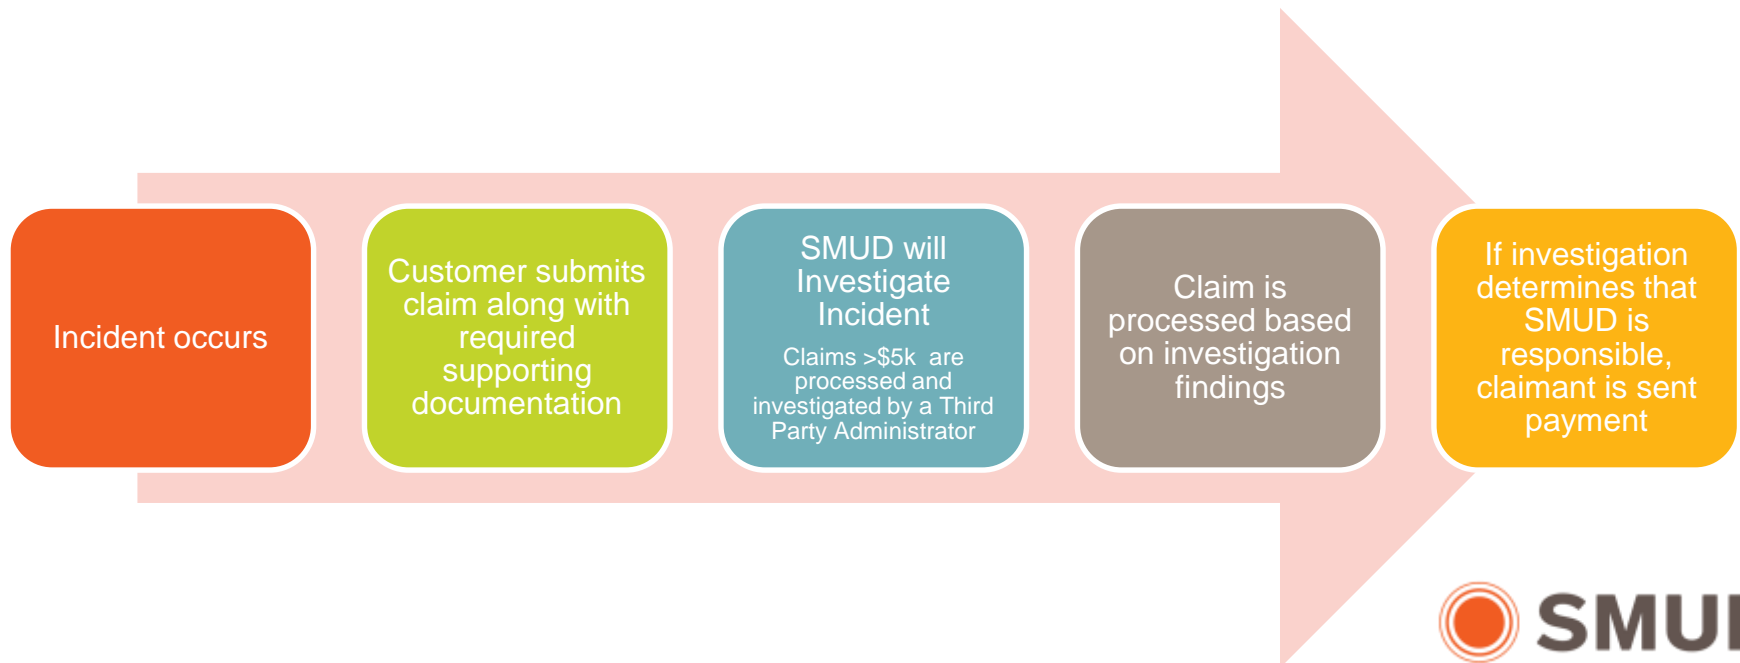 Incident occurs
Customer submits
claim along with
required
supporting
documentation
SMUD will
Investigate
Incident
Claims >$5k  are
processed and
investigated by a Third
Party Administrator
Claim is
processed based
on investigation
findings
If investigation
determines that
SMUD is
responsible,
claimant is sent
payment
SMUD